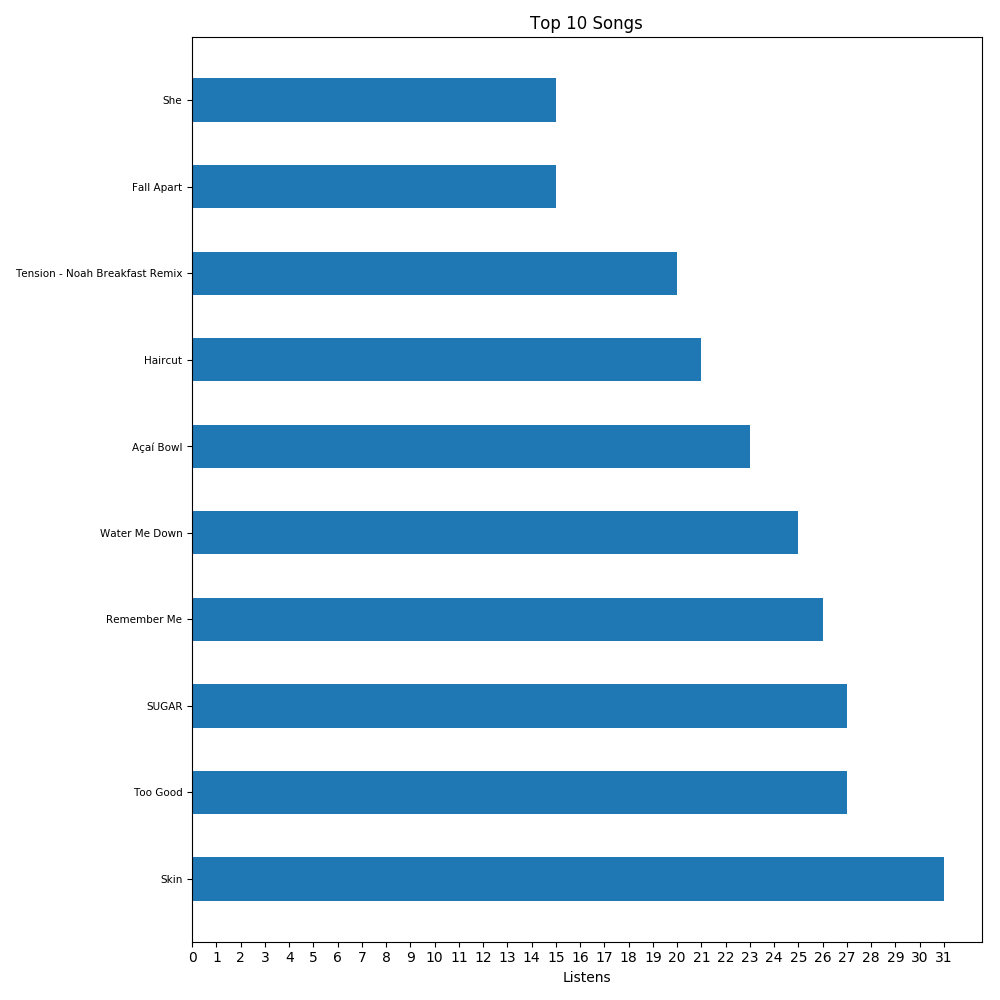 Top 10 Songs
She
Fall Apart
Tension - Noah Breakfast Remix
Haircut
Açaí Bowl
Water Me Down
Remember Me
SUGAR
Too Good
Skin
0 1 2 3 4 5 6 7 8 9 10 11 12 13 14 15 16 17 18 19 20 21 22 23 24 25 26 27 28 29 30 31
Listens